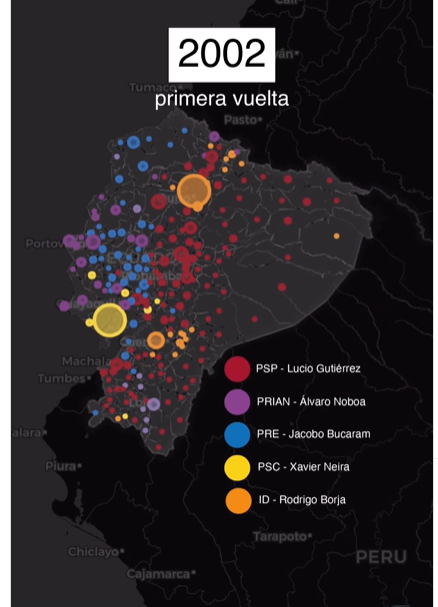 Cali
2002
Tumaco
primera vuelta
Pasto
Portov
Guayaquil
Machala
Tumbes
PSP - Lucio Gutiérrez
PRIAN - Álvaro Noboa
PRE - Jacobo Bucaram
alara
PSC - Xavier Neira
Piura
ID - Rodrigo Borja
Tarapoto
Chiclayo
PERU
Cajamarca